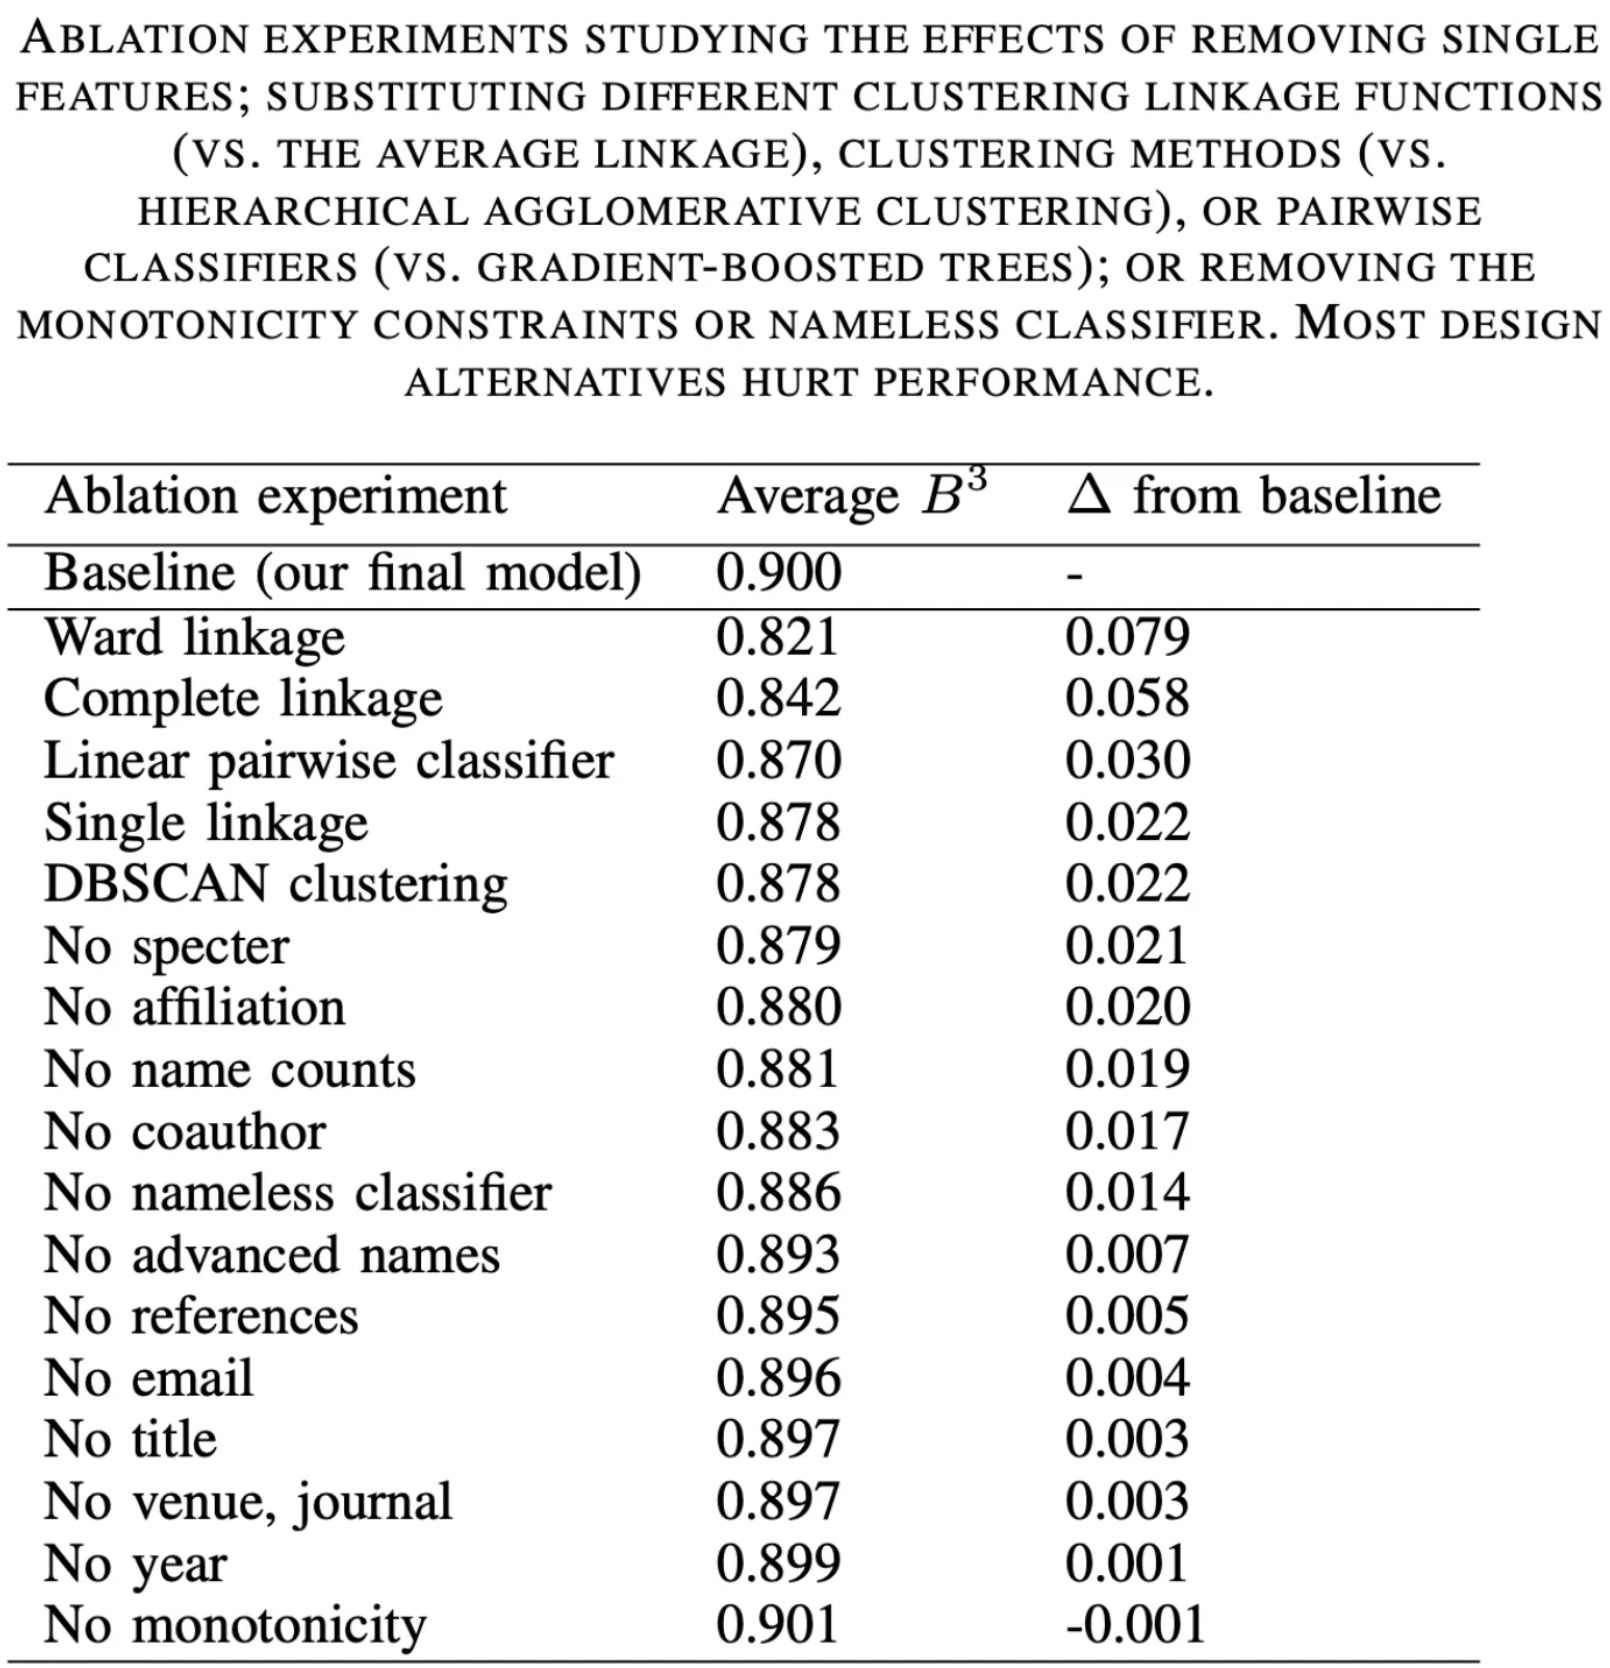 ABLATION EXPERIMENTS STUDYING THE EFFECTS OF REMOVING SINGLE
FEATURES; SUBSTITUTING DIFFERENT CLUSTERING LINKAGE FUNCTIONS
(VS. THE AVERAGE LINKAGE), CLUSTERING METHODS (VS.
HIERARCHICAL AGGLOMERATIVE CLUSTERING), OR PAIRWISE
CLASSIFIERS (VS. GRADIENT-BOOSTED TREES); OR REMOVING THE
MONOTONICITY CONSTRAINTS OR NAMELESS CLASSIFIER. MOST DESIGN
ALTERNATIVES HURT PERFORMANCE.
Ablation experiment Average B³ Δ from baseline
Baseline (our final model) 0.900 -
Ward linkage 0.821 0.079
Complete linkage 0.842 0.058
Linear pairwise classifier 0.870 0.030
Single linkage 0.878 0.022
DBSCAN clustering 0.878 0.022
No specter 0.879 0.021
No affiliation 0.880 0.020
No name counts 0.881 0.019
No coauthor 0.883 0.017
No nameless classifier 0.886 0.014
No advanced names 0.893 0.007
No references 0.895 0.005
No email 0.896 0.004
No title 0.897 0.003
No venue, journal 0.897 0.003
No year 0.899 0.001
No monotonicity 0.901 -0.001